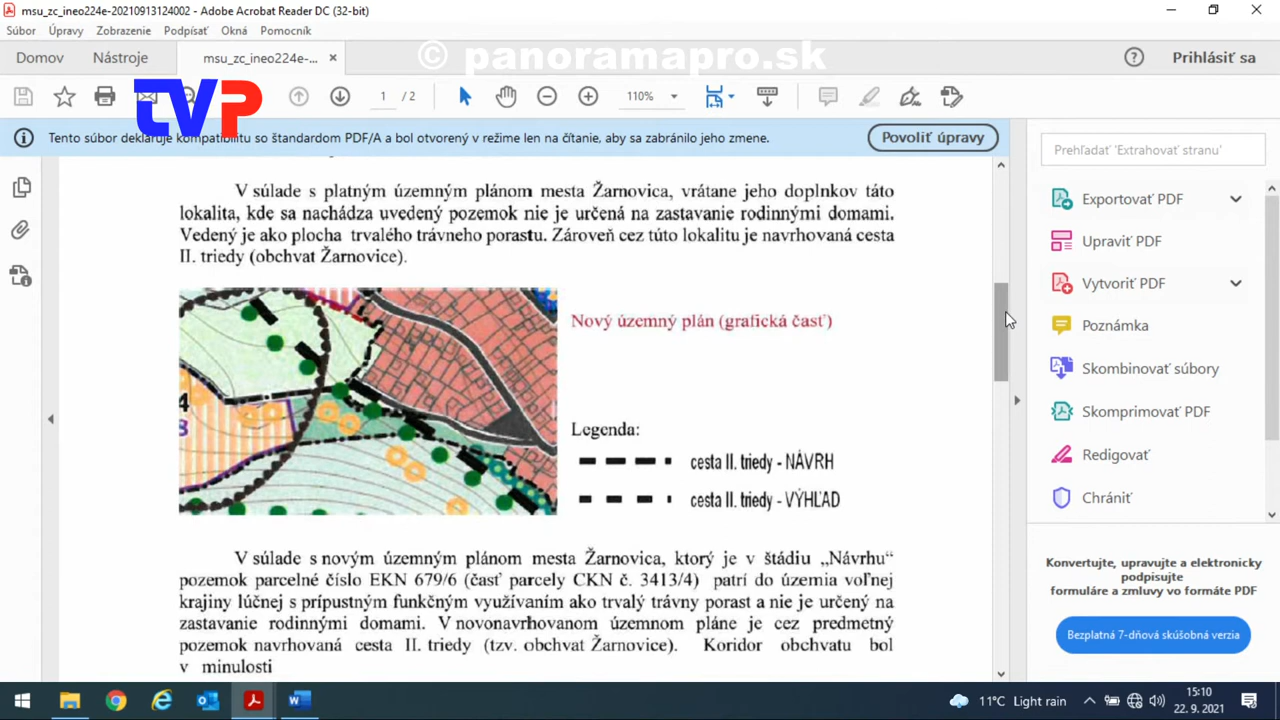 msu_zc_ineo224e-20210913124002 - Adobe Acrobat Reader DC (32-bit)
Súbor Úpravy Zobrazenie Podpísať Okná Pomocník
© panoramapro.sk
Domov Nástroje msu_zc_ineo224e-... × Prihlásiť sa
TVP
1 / 2 110%
Tento súbor deklaruje kompatibilitu so štandardom PDF/A a bol otvorený v režime len na čítanie, aby sa zabránilo jeho zmene. Povoliť úpravy
V súlade s platným územným plánom mesta Žarnovica, vrátane jeho doplnkov táto
lokalita, kde sa nachádza uvedený pozemok nie je určená na zastavanie rodinnými domami.
Vedený je ako plocha trvalého trávneho porastu. Zároveň cez túto lokalitu je navrhovaná cesta
II. triedy (obchvat Žarnovice).
Nový územný plán (grafická časť)
4
8
Legenda:
cesta II. triedy - NÁVRH
cesta II. triedy - VÝHĽAD
V súlade s novým územným plánom mesta Žarnovica, ktorý je v štádiu „Návrhu“
pozemok parcelné číslo EKN 679/6 (časť parcely CKN č. 3413/4) patrí do územia voľnej
krajiny lúčnej s prípustným funkčným využívaním ako trvalý trávny porast a nie je určený na
zastavanie rodinnými domami. V novonavrhovanom územnom pláne je cez predmetný
pozemok navrhovaná cesta II. triedy (tzv. obchvat Žarnovice). Koridor obchvatu bol
v minulosti
Prehľadať 'Extrahovať stranu'
Exportovať PDF
Upraviť PDF
Vytvoriť PDF
Poznámka
Skombinovať súbory
Skomprimovať PDF
Redigovať
Chrániť
Konvertujte, upravujte a elektronicky
podpisujte
formuláre a zmluvy vo formáte PDF
Bezplatná 7-dňová skúšobná verzia
11°C Light rain
15:10
22. 9. 2021